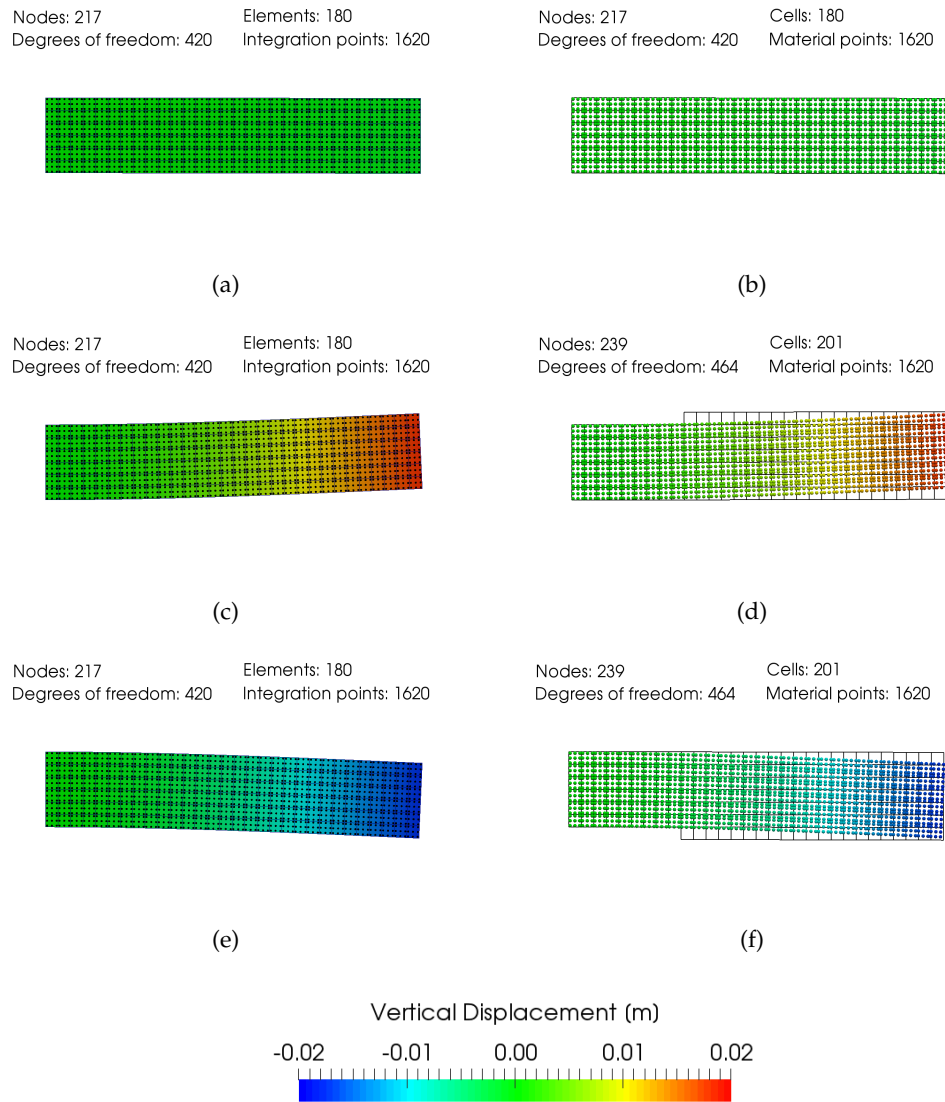 Nodes: 217 Elements: 180
Degrees of freedom: 420 Integration points: 1620
Nodes: 217 Cells: 180
Degrees of freedom: 420 Material points: 1620
(a)
(b)
Nodes: 217 Elements: 180
Degrees of freedom: 420 Integration points: 1620
Nodes: 239 Cells: 201
Degrees of freedom: 464 Material points: 1620
(c)
(d)
Nodes: 217 Elements: 180
Degrees of freedom: 420 Integration points: 1620
Nodes: 239 Cells: 201
Degrees of freedom: 464 Material points: 1620
(e)
(f)
Vertical Displacement (m)
-0.02 -0.01 0.00 0.01 0.02